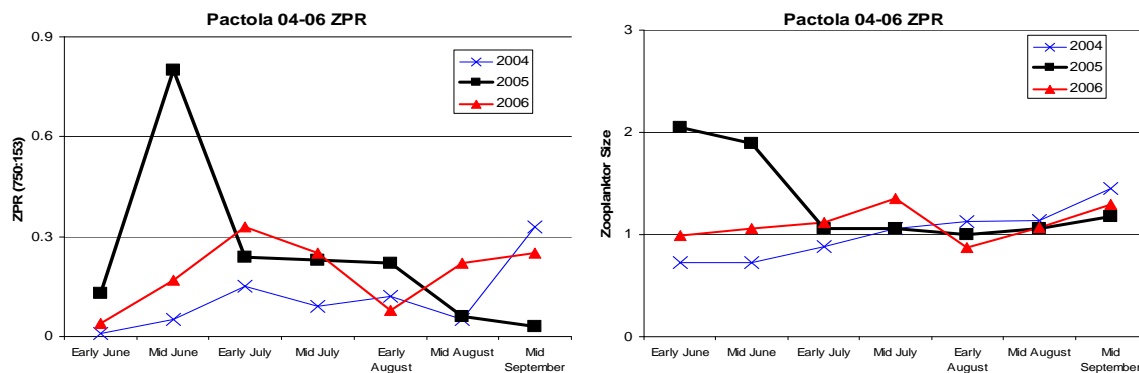 Pactola 04-06 ZPR
0.9
0.6
0.3
0
ZPR (750:153)
2004
2005
2006
Early June
Mid June
Early July
Mid July
Early
August
Mid August
Mid
September
Pactola 04-06 ZPR
3
2
1
0
Zooplanktor Size
2004
2005
2006
Early June
Mid June
Early July
Mid July
Early
August
Mid August
Mid
September